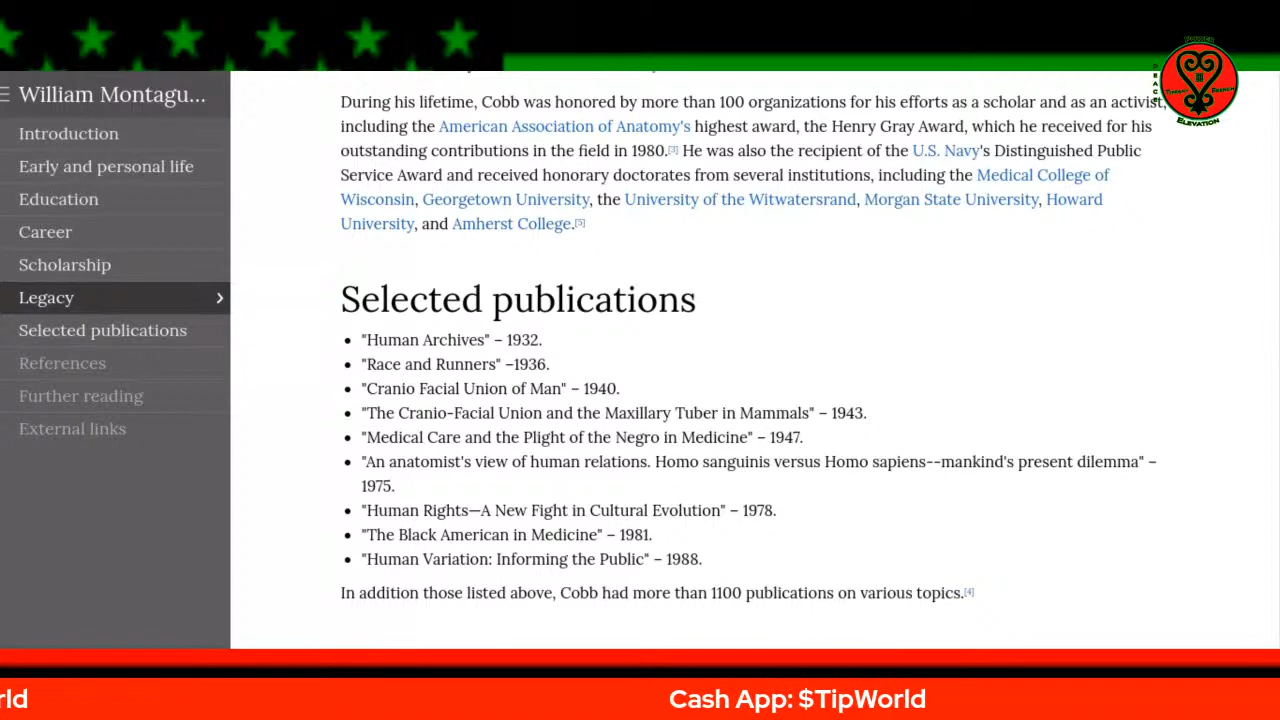 William Montagu...
Introduction
Early and personal life
Education
Career
Scholarship
Legacy
Selected publications
References
Further reading
External links
During his lifetime, Cobb was honored by more than 100 organizations for his efforts as a scholar and as an activist,
including the American Association of Anatomy's highest award, the Henry Gray Award, which he received for his
outstanding contributions in the field in 1980.[3] He was also the recipient of the U.S. Navy's Distinguished Public
Service Award and received honorary doctorates from several institutions, including the Medical College of
Wisconsin, Georgetown University, the University of the Witwatersrand, Morgan State University, Howard
University, and Amherst College.[5]
Selected publications
• "Human Archives" – 1932.
• "Race and Runners" –1936.
• "Cranio Facial Union of Man" – 1940.
• "The Cranio-Facial Union and the Maxillary Tuber in Mammals" – 1943.
• "Medical Care and the Plight of the Negro in Medicine" – 1947.
• "An anatomist's view of human relations. Homo sanguinis versus Homo sapiens--mankind's present dilemma" –
1975.
• "Human Rights—A New Fight in Cultural Evolution" – 1978.
• "The Black American in Medicine" – 1981.
• "Human Variation: Informing the Public" – 1988.
In addition those listed above, Cobb had more than 1100 publications on various topics.[4]
Power
Peace
Elevation
rld
Cash App: $TipWorld